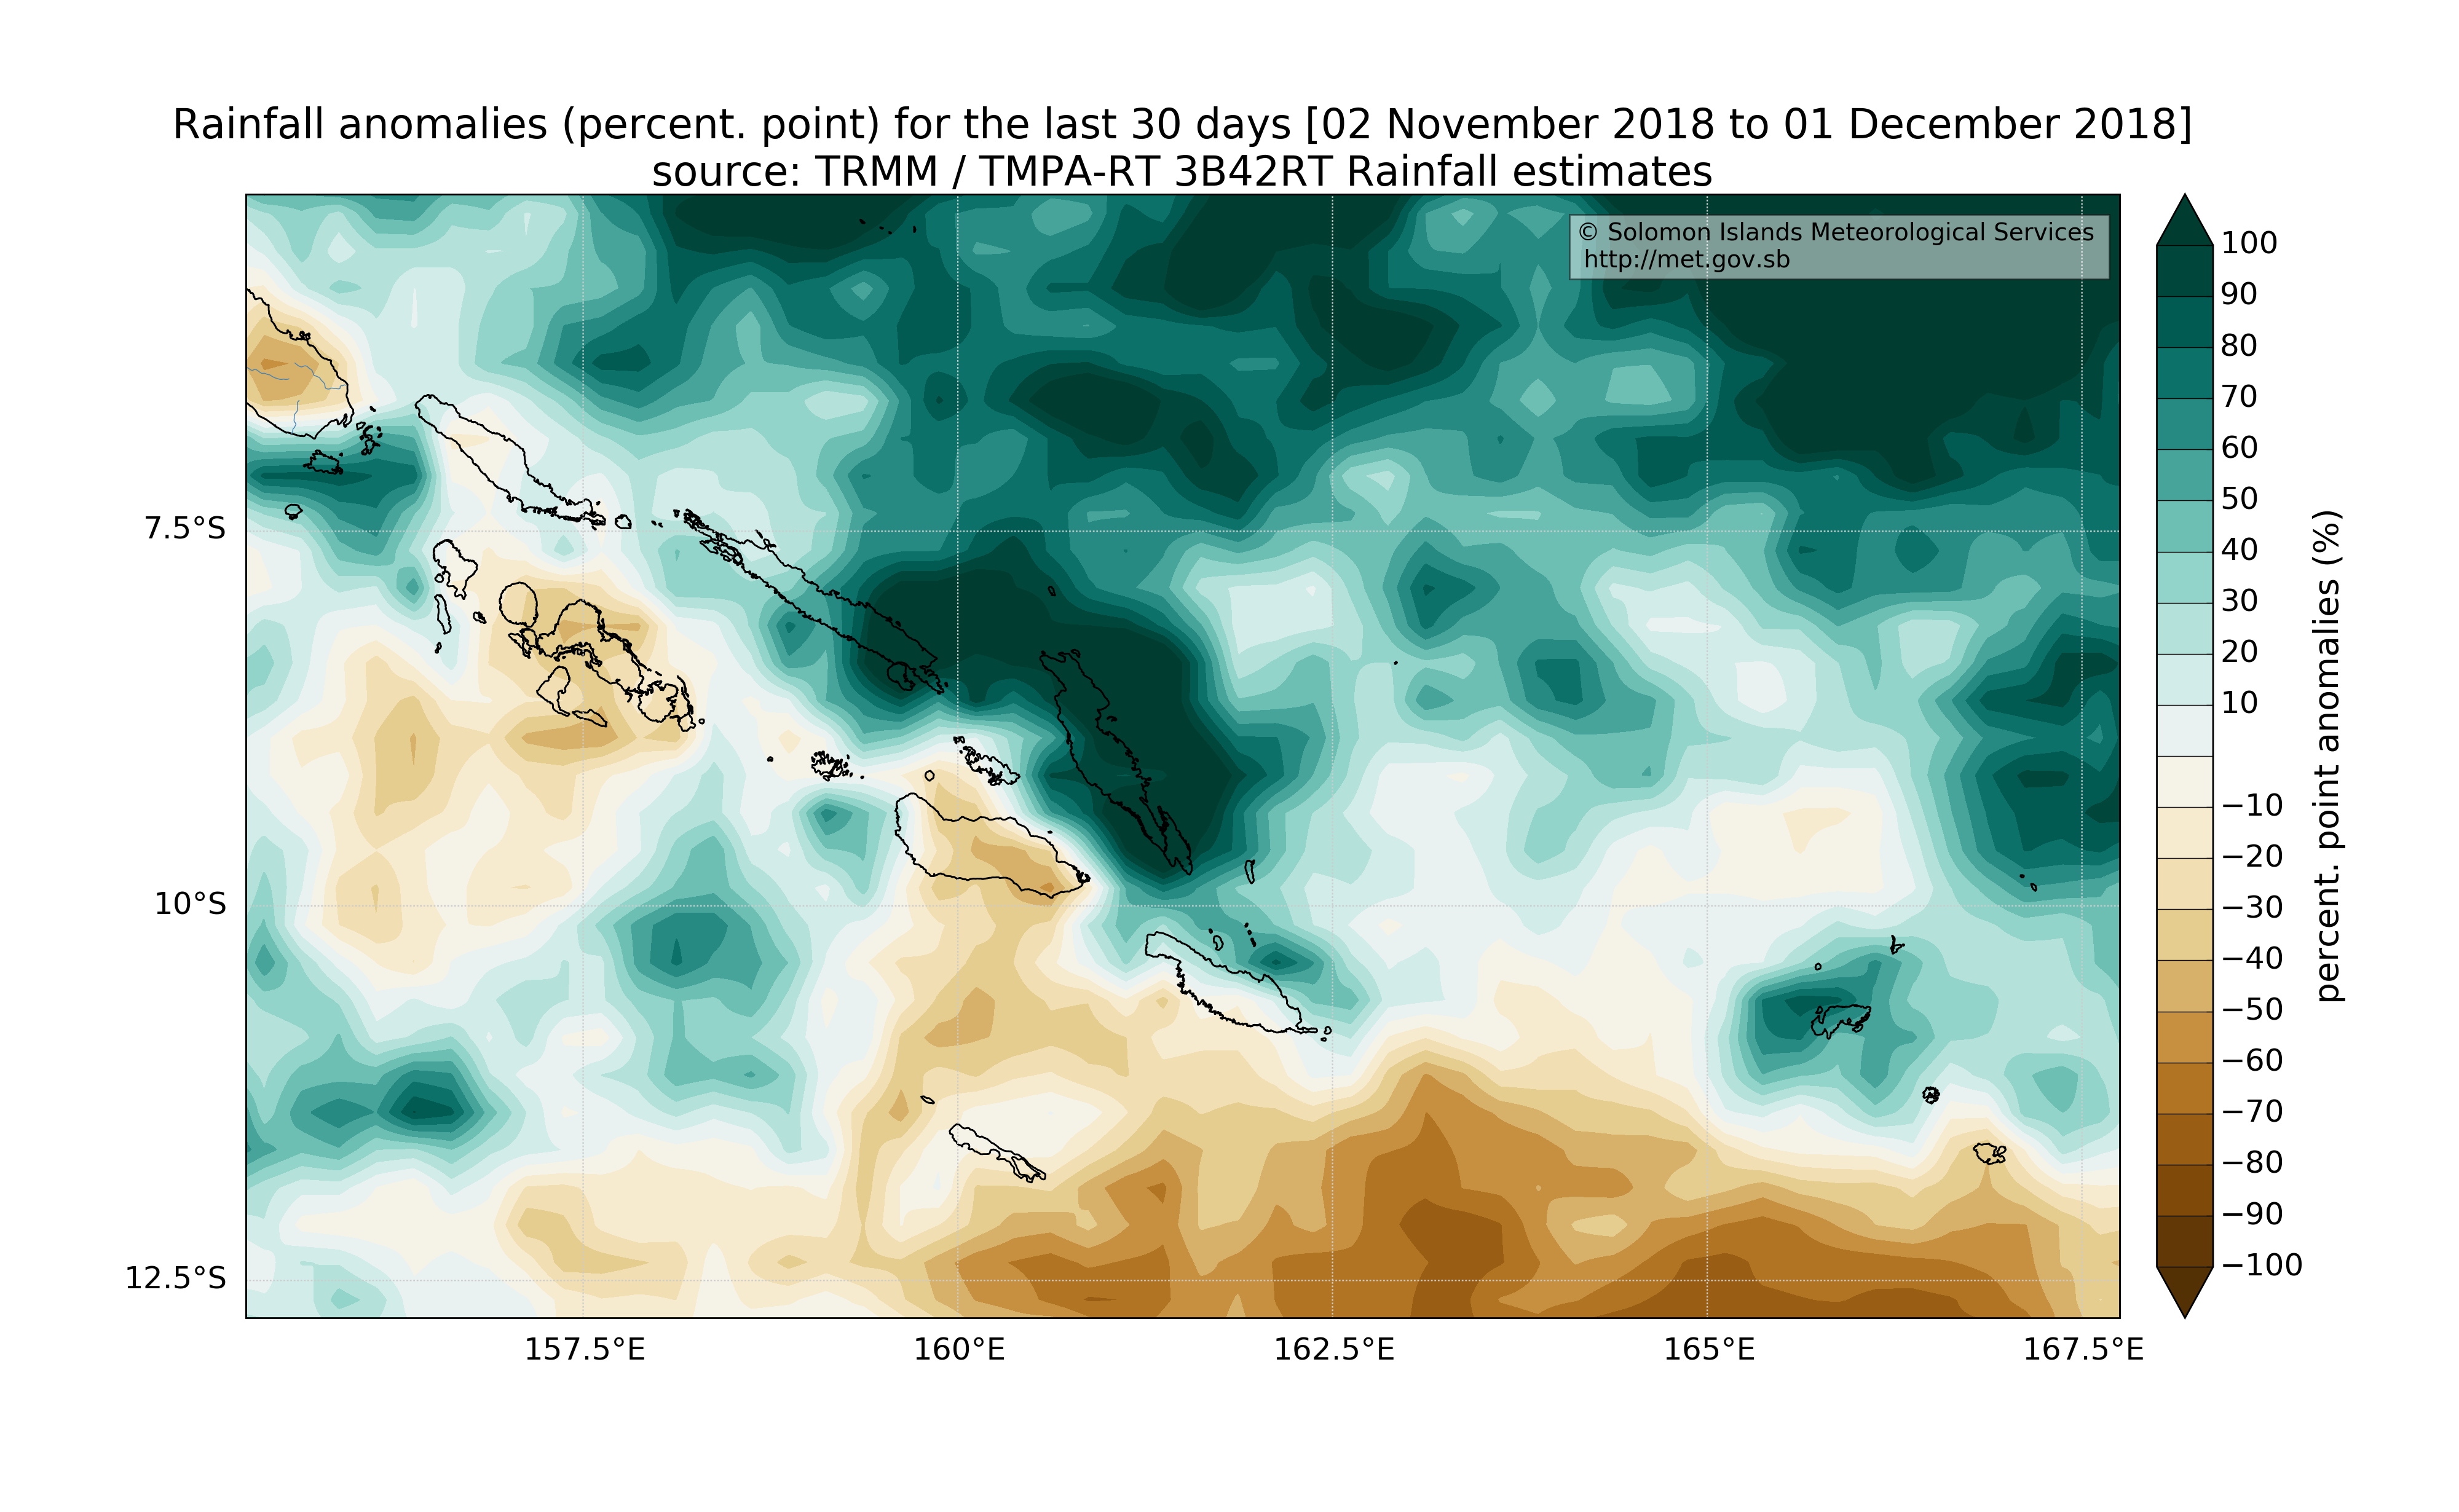 Rainfall anomalies (percent. point) for the last 30 days [02 November 2018 to 01 December 2018]
source: TRMM / TMPA-RT 3B42RT Rainfall estimates
© Solomon Islands Meteorological Services
http://met.gov.sb
7.5°S
10°S
12.5°S
157.5°E
160°E
162.5°E
165°E
167.5°E
100
90
80
70
60
50
40
30
20
10
−10
−20
−30
−40
−50
−60
−70
−80
−90
−100
percent. point anomalies (%)